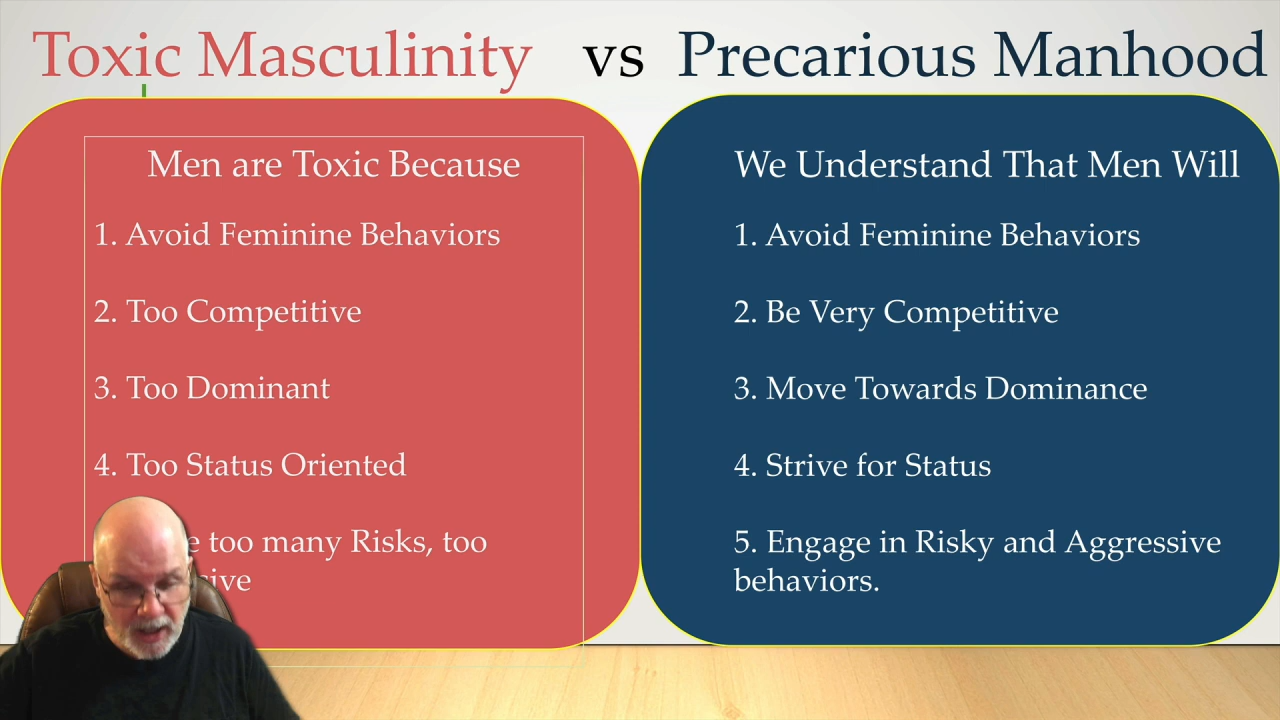 Toxic Masculinity vs Precarious Manhood
Men are Toxic Because
1. Avoid Feminine Behaviors
2. Too Competitive
3. Too Dominant
4. Too Status Oriented
too many Risks, too
We Understand That Men Will
1. Avoid Feminine Behaviors
2. Be Very Competitive
3. Move Towards Dominance
4. Strive for Status
5. Engage in Risky and Aggressive
behaviors.